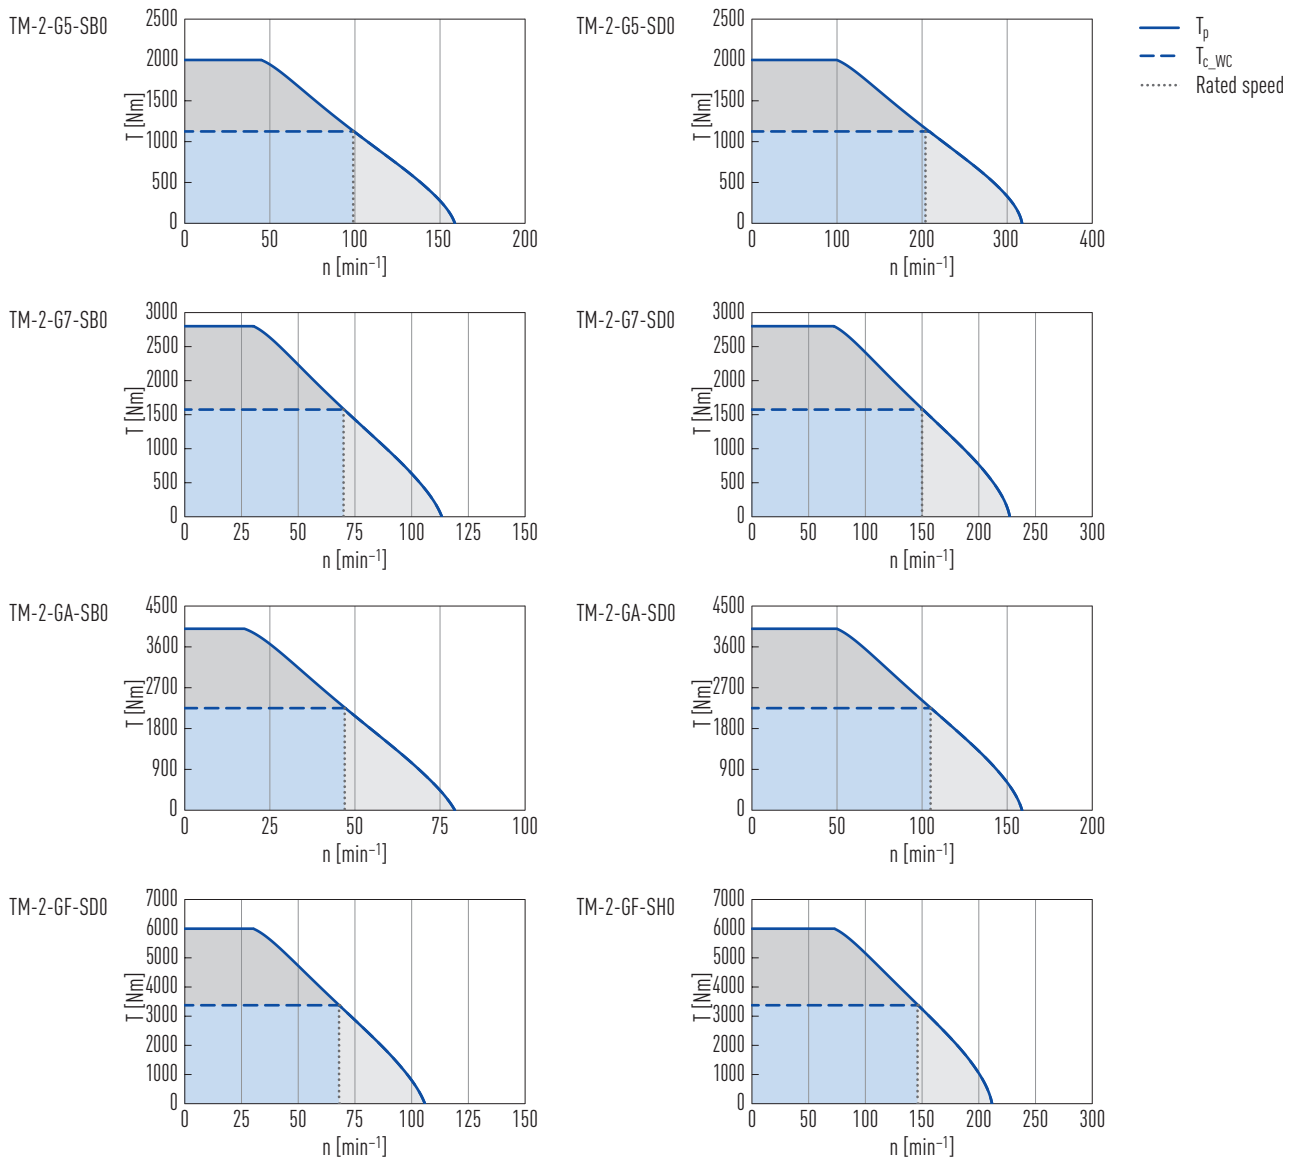 TM-2-G5-SB0
2500
2000
1500
1000
500
0
T [Nm]
0 50 100 150 200
n [min⁻¹]
TM-2-G5-SD0
2500
2000
1500
1000
500
0
T [Nm]
0 100 200 300 400
n [min⁻¹]
Tp
Tc_WC
Rated speed
TM-2-G7-SB0
3000
2500
2000
1500
1000
500
0
T [Nm]
0 25 50 75 100 125 150
n [min⁻¹]
TM-2-G7-SD0
3000
2500
2000
1500
1000
500
0
T [Nm]
0 50 100 150 200 250 300
n [min⁻¹]
TM-2-GA-SB0
4500
3600
2700
1800
900
0
T [Nm]
0 25 50 75 100
n [min⁻¹]
TM-2-GA-SD0
4500
3600
2700
1800
900
0
T [Nm]
0 50 100 150 200
n [min⁻¹]
TM-2-GF-SD0
7000
6000
5000
4000
3000
2000
1000
0
T [Nm]
0 25 50 75 100 125 150
n [min⁻¹]
TM-2-GF-SH0
7000
6000
5000
4000
3000
2000
1000
0
T [Nm]
0 50 100 150 200 250 300
n [min⁻¹]